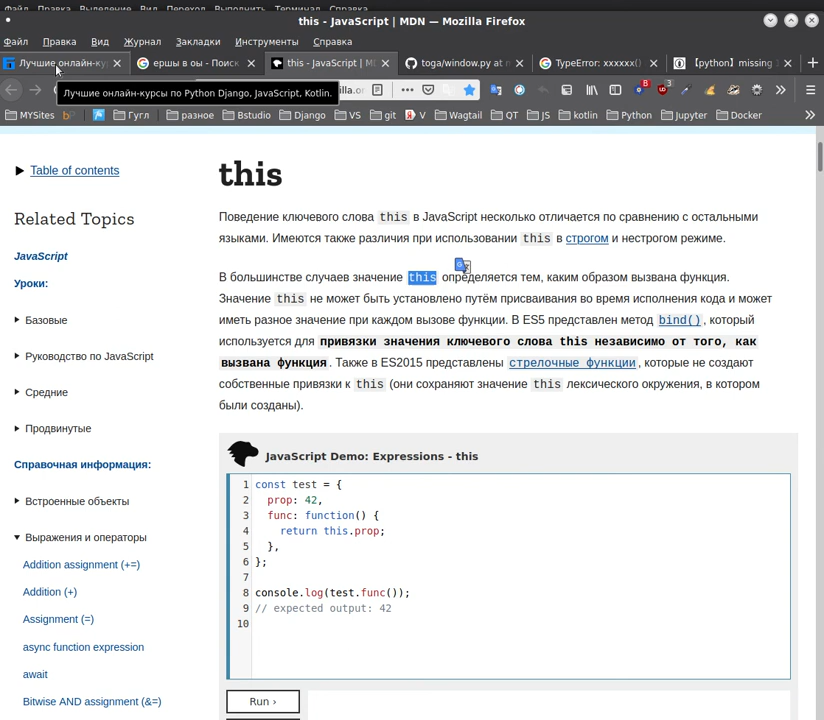 Файл Правка Выделение Вид Переход Выполнить Терминал Справка
this - JavaScript | MDN — Mozilla Firefox
Файл Правка Вид Журнал Закладки Инструменты Справка
Лучшие онлайн-ку
ершы в оы - Поиск
this - JavaScript | M
toga/window.py at m
TypeError: xxxxxx()
【python】missing 1
Лучшие онлайн-курсы по Python Django, JavaScript, Kotlin.
MYSites Гугл разное Bstudio Django VS git Я V Wagtail QT JS kotlin Python Jupyter Docker
Table of contents
this
Related Topics
Поведение ключевого слова this в JavaScript несколько отличается по сравнению с остальными
языками. Имеются также различия при использовании this в строгом и нестрогом режиме.
JavaScript
Уроки:
В большинстве случаев значение this определяется тем, каким образом вызвана функция.
Значение this не может быть установлено путём присваивания во время исполнения кода и может
иметь разное значение при каждом вызове функции. В ES5 представлен метод bind(), который
используется для привязки значения ключевого слова this независимо от того, как
вызвана функция. Также в ES2015 представлены стрелочные функции, которые не создают
собственные привязки к this (они сохраняют значение this лексического окружения, в котором
были созданы).
Базовые
Руководство по JavaScript
Средние
Продвинутые
Справочная информация:
Встроенные объекты
Выражения и операторы
Addition assignment (+=)
Addition (+)
Assignment (=)
async function expression
await
Bitwise AND assignment (&=)
JavaScript Demo: Expressions - this
1 const test = {
2 prop: 42,
3 func: function() {
4 return this.prop;
5 },
6 };
7
8 console.log(test.func());
9 // expected output: 42
10
Run ›